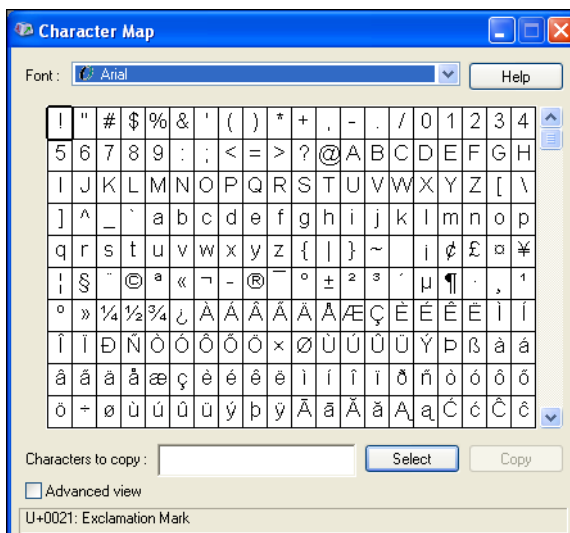 Character Map
Font : Arial Help
! " # $ % & ' ( ) * + , - . / 0 1 2 3 4
5 6 7 8 9 : ; < = > ? @ A B C D E F G H
I J K L M N O P Q R S T U V W X Y Z [ \
] ^ _ ` a b c d e f g h i j k l m n o p
q r s t u v w x y z { | } ~ ¡ ¢ £ ¤ ¥
¦ § ¨ © ª « ¬ - ® ¯ ° ± ² ³ ´ µ ¶ · ¸ ¹
º » ¼ ½ ¾ ¿ À Á Â Ã Ä Å Æ Ç È É Ê Ë Ì Í
Î Ï Ð Ñ Ò Ó Ô Õ Ö × Ø Ù Ú Û Ü Ý Þ ß à á
â ã ä å æ ç è é ê ë ì í î ï ð ñ ò ó ô õ
ö ÷ ø ù ú û ü ý þ ÿ Ā ā Ă ă Ą ą Ć ć Ĉ ĉ
Characters to copy : Select Copy
Advanced view
U+0021: Exclamation Mark